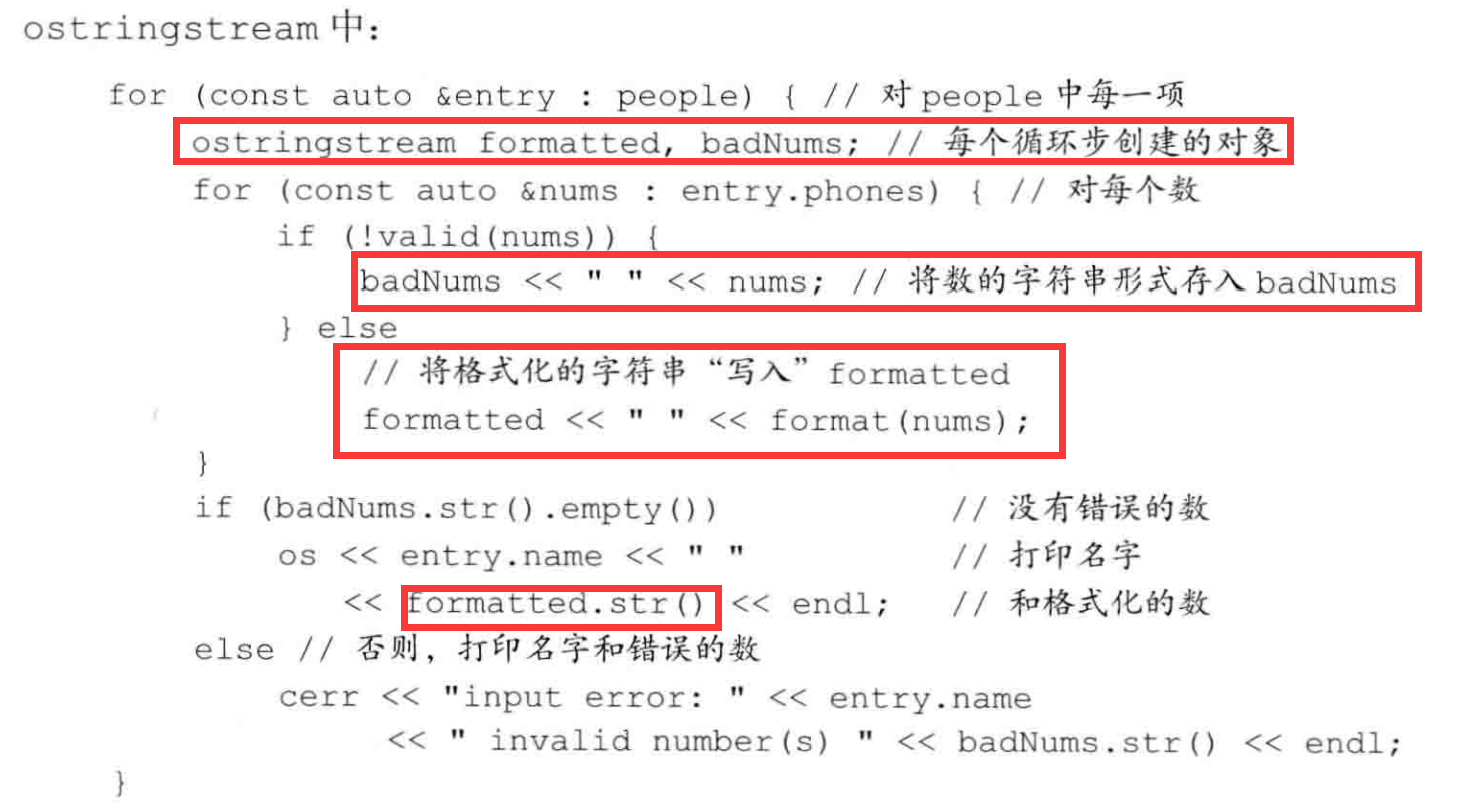 ostringstream 中:
for (const auto &entry : people) { // 对 people 中每一项
ostringstream formatted, badNums; // 每个循环步创建的对象
for (const auto &nums : entry.phones) { // 对每个数
if (!valid(nums)) {
badNums << " " << nums; // 将数的字符串形式存入 badNums
} else
// 将格式化的字符串“写入” formatted
formatted << " " << format(nums);
}
if (badNums.str().empty()) // 没有错误的数
os << entry.name << " " // 打印名字
<< formatted.str() << endl; // 和格式化的数
else // 否则, 打印名字和错误的数
cerr << "input error: " << entry.name
<< " invalid number(s) " << badNums.str() << endl;
}